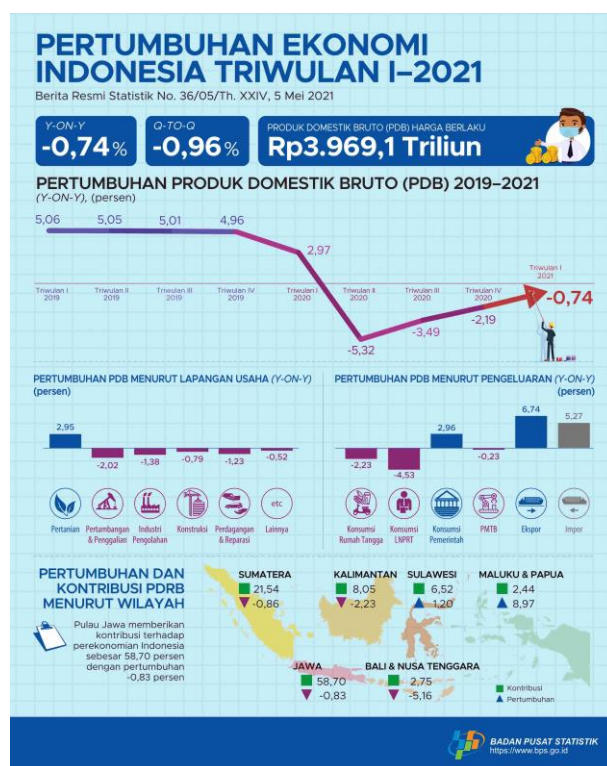 PERTUMBUHAN EKONOMI
INDONESIA TRIWULAN I–2021
Berita Resmi Statistik No. 36/05/Th. XXIV, 5 Mei 2021
Y-ON-Y
-0,74%
Q-TO-Q
-0,96%
PRODUK DOMESTIK BRUTO (PDB) HARGA BERLAKU
Rp3.969,1 Triliun
PERTUMBUHAN PRODUK DOMESTIK BRUTO (PDB) 2019–2021
(Y-ON-Y), (persen)
5,06 5,05 5,01 4,96
2,97
Triwulan I
2021
Triwulan I Triwulan II Triwulan III Triwulan IV Triwulan I Triwulan II Triwulan III Triwulan IV
2019 2019 2019 2019 2020 2020 2020 2020
-0,74
-2,19
-3,49
-5,32
PERTUMBUHAN PDB MENURUT LAPANGAN USAHA (Y-ON-Y)
(persen)
2,95
-2,02 -1,38 -0,79 -1,23 -0,52
etc
Pertanian Pertambangan Industri Konstruksi Perdagangan Lainnya
& Penggalian Pengolahan & Reparasi
PERTUMBUHAN PDB MENURUT PENGELUARAN (Y-ON-Y)
(persen)
6,74
5,27
2,96
-0,23
-2,23
-4,53
Konsumsi Konsumsi Konsumsi PMTB Ekspor Impor
Rumah Tangga LNPRT Pemerintah
PERTUMBUHAN DAN
KONTRIBUSI PDRB
MENURUT WILAYAH
Pulau Jawa memberikan
kontribusi terhadap
perekonomian Indonesia
sebesar 58,70 persen
dengan pertumbuhan
-0,83 persen
SUMATERA
21,54
-0,86
KALIMANTAN
8,05
-2,23
SULAWESI
6,52
1,20
MALUKU & PAPUA
2,44
8,97
JAWA
58,70
-0,83
BALI & NUSA TENGGARA
2,75
-5,16
Kontribusi
Pertumbuhan
BADAN PUSAT STATISTIK
https://www.bps.go.id